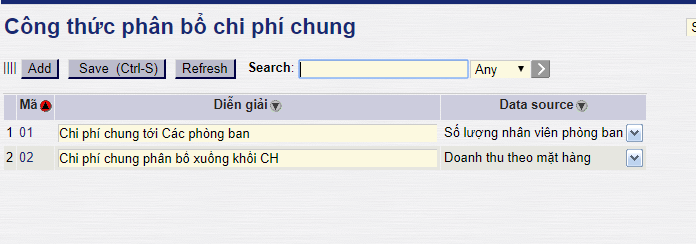 Công thức phân bổ chi phí chung
Add Save (Ctrl-S) Refresh Search: Any
Mã Diễn giải Data source
1 01 Chi phí chung tới Các phòng ban Số lượng nhân viên phòng ban
2 02 Chi phí chung phân bổ xuống khối CH Doanh thu theo mặt hàng